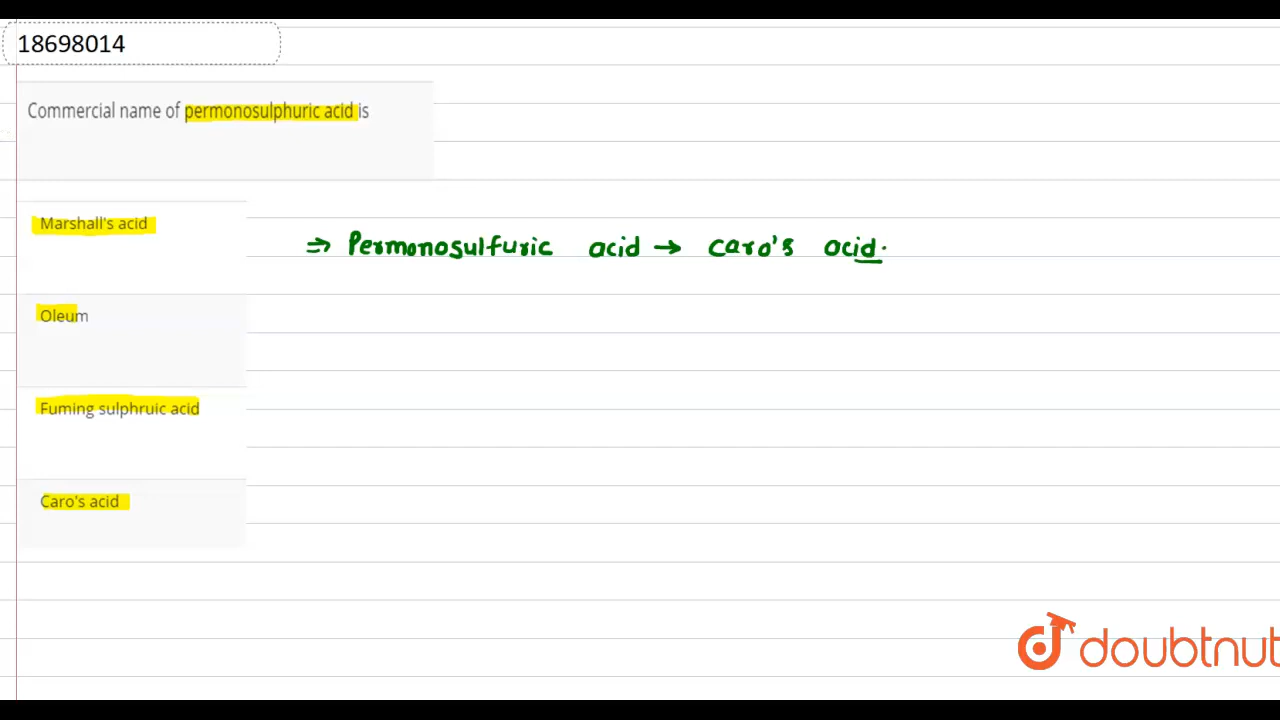 18698014
Commercial name of permonosulphuric acid is
Marshall's acid
⇒ Permonosulfuric acid → Caro's acid.
Oleum
Fuming sulphruic acid
Caro's acid
doubtnut